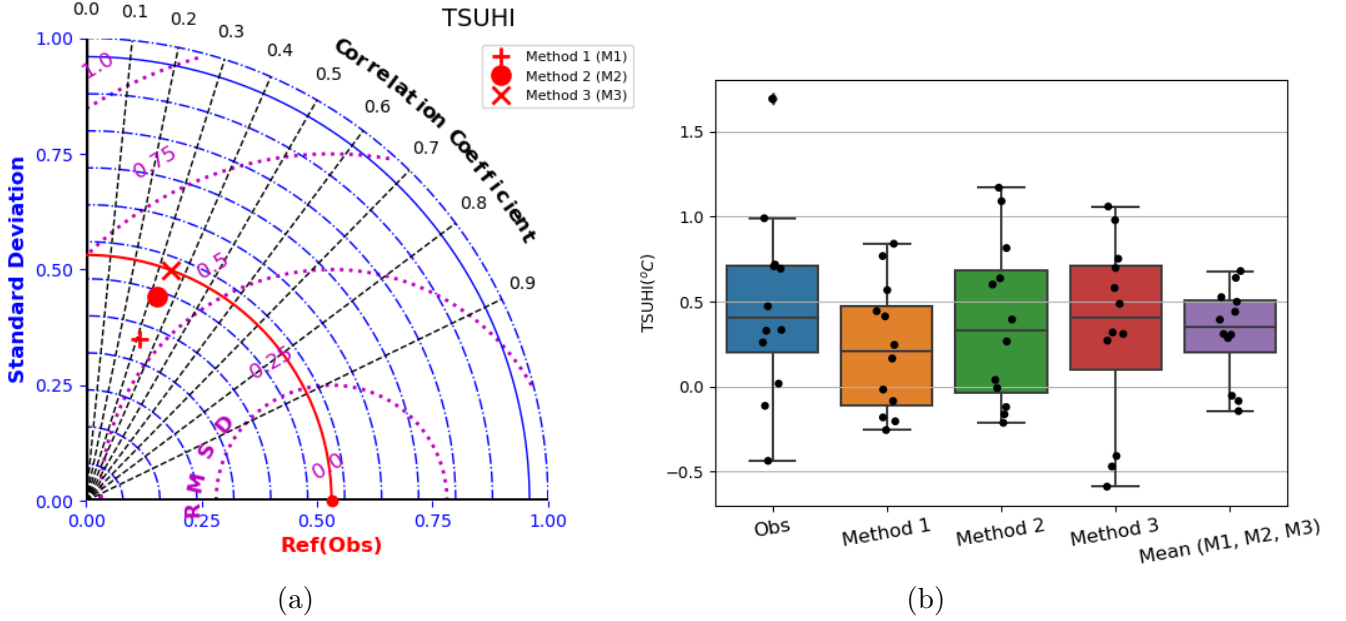 TSUHI
0.0
0.1
0.2
0.3
0.4
0.5
0.6
0.7
0.8
0.9
Correlation Coefficient
Method 1 (M1)
Method 2 (M2)
Method 3 (M3)
1.00
0.75
0.50
0.25
0.00
Standard Deviation
1.0
0.75
0.5
0.25
0.0
RMSD
0.00
0.25
0.50
0.75
1.00
Ref(Obs)
(a)
TSUHI(°C)
1.5
1.0
0.5
0.0
−0.5
Obs
Method 1
Method 2
Method 3
Mean (M1, M2, M3)
(b)